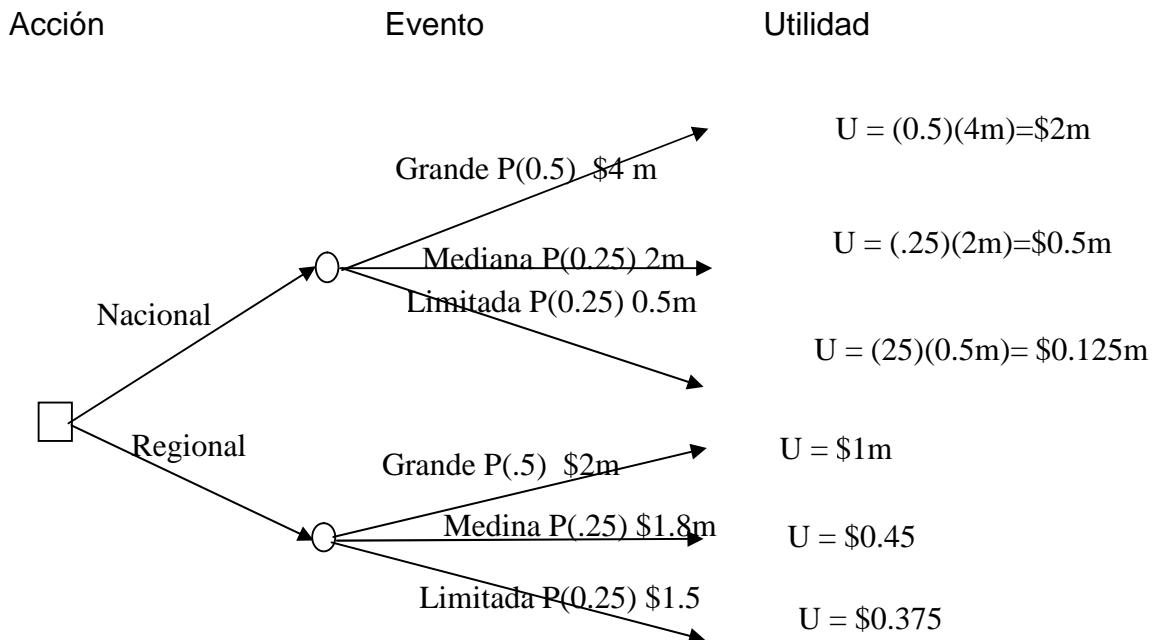 Acción Evento Utilidad
U = (0.5)(4m)=$2m
Grande P(0.5) $4 m
U = (.25)(2m)=$0.5m
Mediana P(0.25) 2m
Limitada P(0.25) 0.5m
Nacional
U = (25)(0.5m)= $0.125m
Regional
U = $1m
Grande P(.5) $2m
Medina P(.25) $1.8m
U = $0.45
Limitada P(0.25) $1.5
U = $0.375